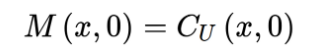 M (x, 0) = C_U (x, 0)